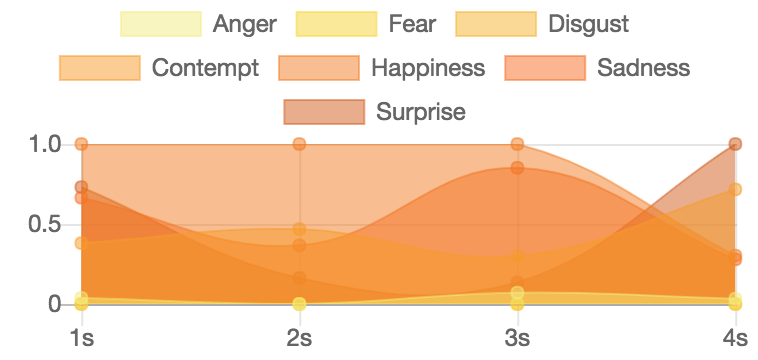 Anger Fear Disgust
Contempt Happiness Sadness
Surprise
1.0
0.5
0
1s 2s 3s 4s